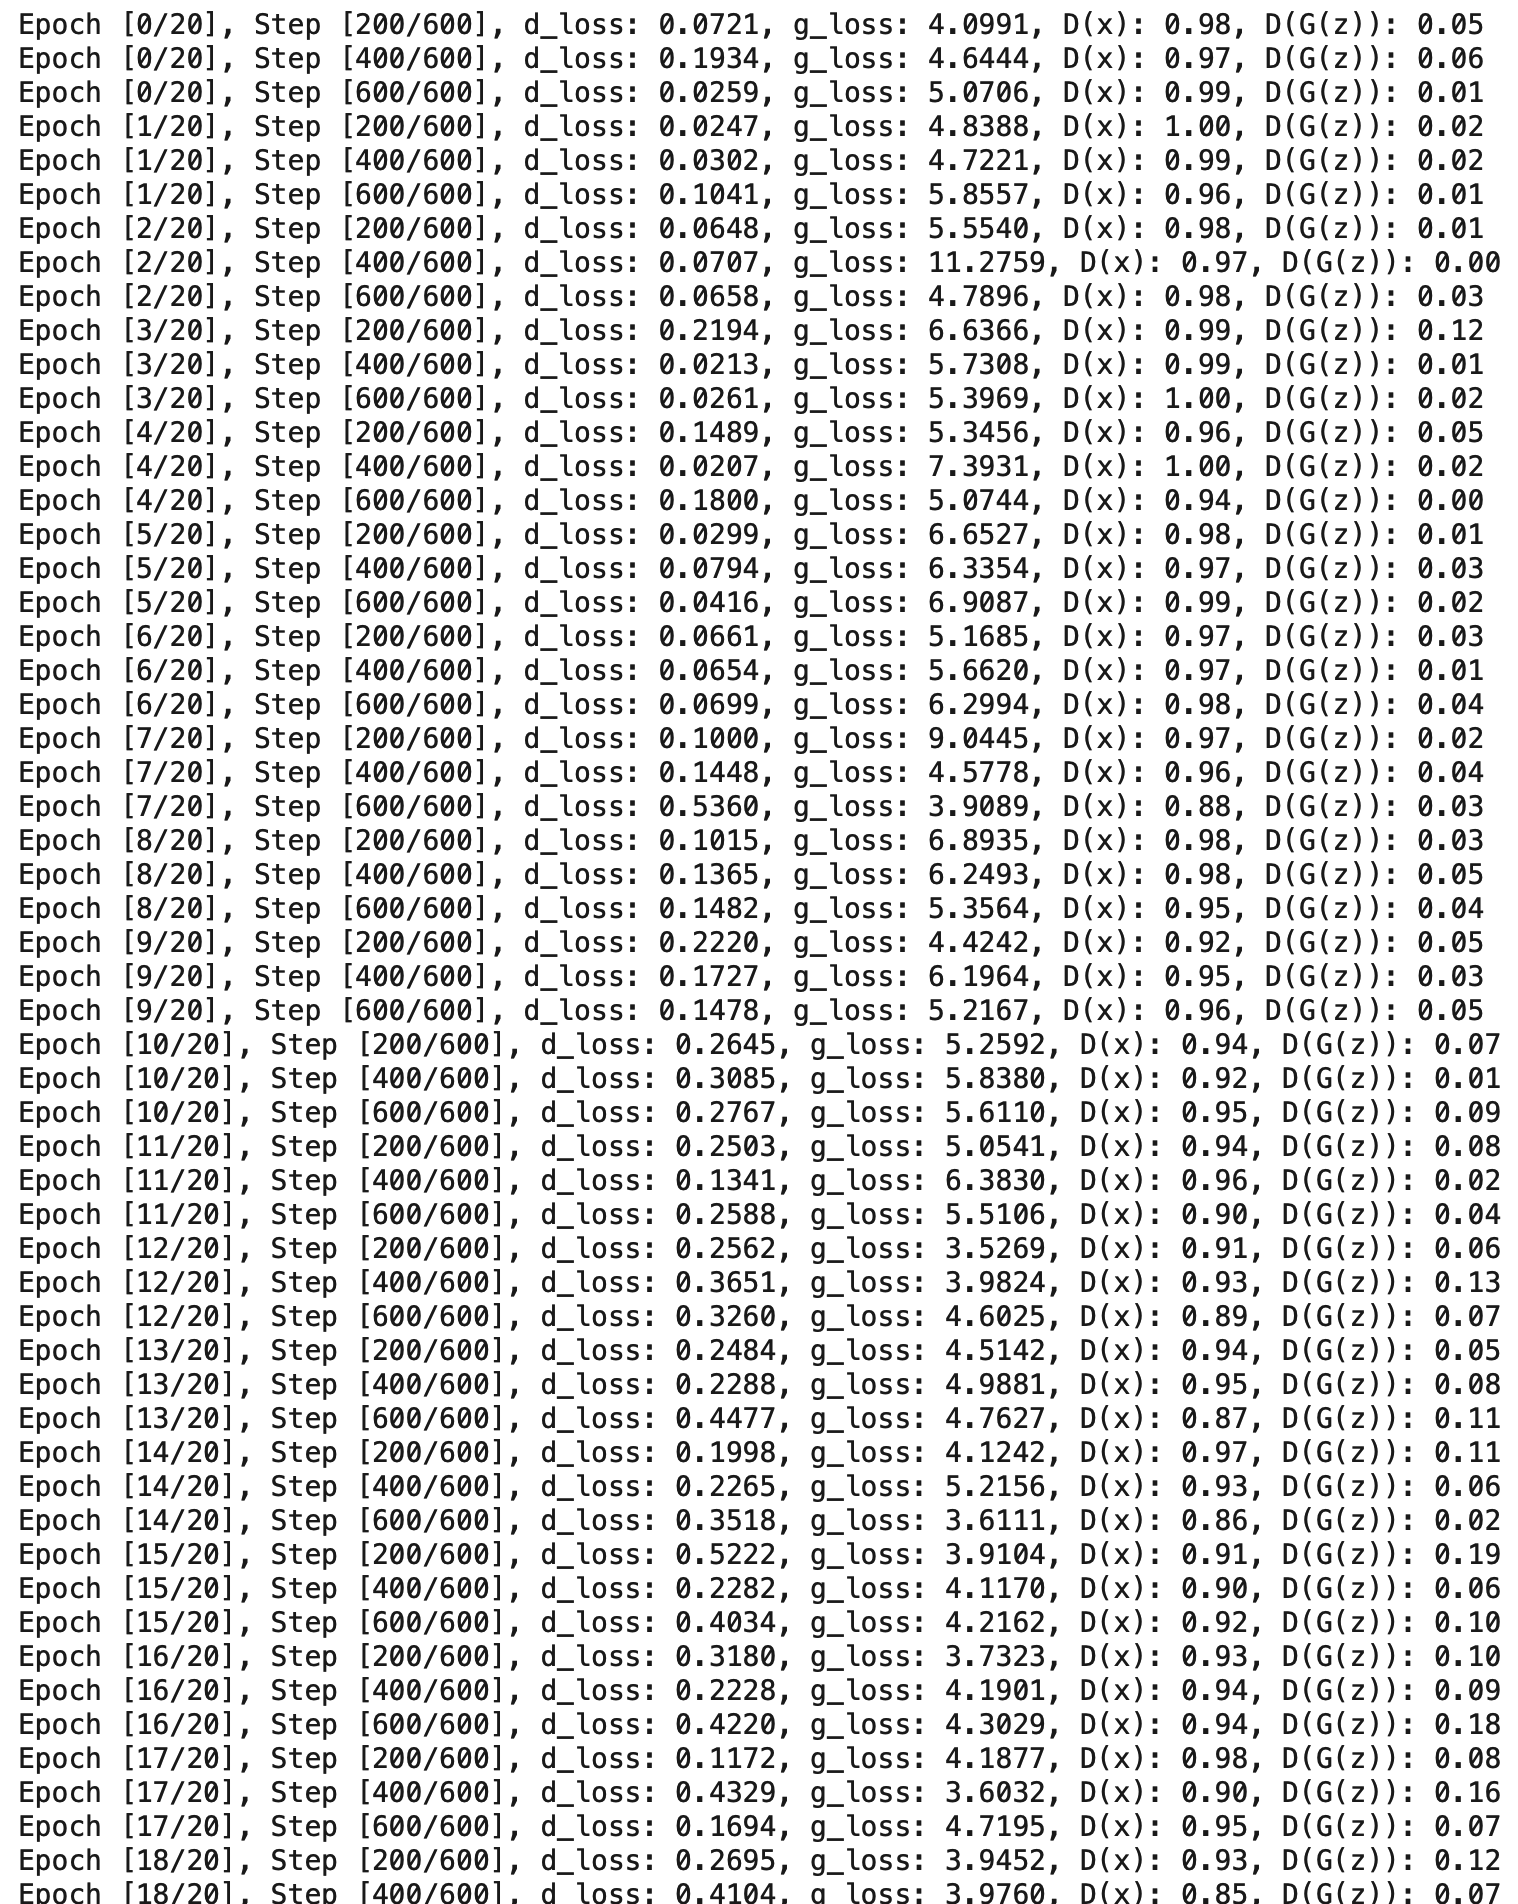 Epoch [0/20], Step [200/600], d_loss: 0.0721, g_loss: 4.0991, D(x): 0.98, D(G(z)): 0.05
Epoch [0/20], Step [400/600], d_loss: 0.1934, g_loss: 4.6444, D(x): 0.97, D(G(z)): 0.06
Epoch [0/20], Step [600/600], d_loss: 0.0259, g_loss: 5.0706, D(x): 0.99, D(G(z)): 0.01
Epoch [1/20], Step [200/600], d_loss: 0.0247, g_loss: 4.8388, D(x): 1.00, D(G(z)): 0.02
Epoch [1/20], Step [400/600], d_loss: 0.0302, g_loss: 4.7221, D(x): 0.99, D(G(z)): 0.02
Epoch [1/20], Step [600/600], d_loss: 0.1041, g_loss: 5.8557, D(x): 0.96, D(G(z)): 0.01
Epoch [2/20], Step [200/600], d_loss: 0.0648, g_loss: 5.5540, D(x): 0.98, D(G(z)): 0.01
Epoch [2/20], Step [400/600], d_loss: 0.0707, g_loss: 11.2759, D(x): 0.97, D(G(z)): 0.00
Epoch [2/20], Step [600/600], d_loss: 0.0658, g_loss: 4.7896, D(x): 0.98, D(G(z)): 0.03
Epoch [3/20], Step [200/600], d_loss: 0.2194, g_loss: 6.6366, D(x): 0.99, D(G(z)): 0.12
Epoch [3/20], Step [400/600], d_loss: 0.0213, g_loss: 5.7308, D(x): 0.99, D(G(z)): 0.01
Epoch [3/20], Step [600/600], d_loss: 0.0261, g_loss: 5.3969, D(x): 1.00, D(G(z)): 0.02
Epoch [4/20], Step [200/600], d_loss: 0.1489, g_loss: 5.3456, D(x): 0.96, D(G(z)): 0.05
Epoch [4/20], Step [400/600], d_loss: 0.0207, g_loss: 7.3931, D(x): 1.00, D(G(z)): 0.02
Epoch [4/20], Step [600/600], d_loss: 0.1800, g_loss: 5.0744, D(x): 0.94, D(G(z)): 0.00
Epoch [5/20], Step [200/600], d_loss: 0.0299, g_loss: 6.6527, D(x): 0.98, D(G(z)): 0.01
Epoch [5/20], Step [400/600], d_loss: 0.0794, g_loss: 6.3354, D(x): 0.97, D(G(z)): 0.03
Epoch [5/20], Step [600/600], d_loss: 0.0416, g_loss: 6.9087, D(x): 0.99, D(G(z)): 0.02
Epoch [6/20], Step [200/600], d_loss: 0.0661, g_loss: 5.1685, D(x): 0.97, D(G(z)): 0.03
Epoch [6/20], Step [400/600], d_loss: 0.0654, g_loss: 5.6620, D(x): 0.97, D(G(z)): 0.01
Epoch [6/20], Step [600/600], d_loss: 0.0699, g_loss: 6.2994, D(x): 0.98, D(G(z)): 0.04
Epoch [7/20], Step [200/600], d_loss: 0.1000, g_loss: 9.0445, D(x): 0.97, D(G(z)): 0.02
Epoch [7/20], Step [400/600], d_loss: 0.1448, g_loss: 4.5778, D(x): 0.96, D(G(z)): 0.04
Epoch [7/20], Step [600/600], d_loss: 0.5360, g_loss: 3.9089, D(x): 0.88, D(G(z)): 0.03
Epoch [8/20], Step [200/600], d_loss: 0.1015, g_loss: 6.8935, D(x): 0.98, D(G(z)): 0.03
Epoch [8/20], Step [400/600], d_loss: 0.1365, g_loss: 6.2493, D(x): 0.98, D(G(z)): 0.05
Epoch [8/20], Step [600/600], d_loss: 0.1482, g_loss: 5.3564, D(x): 0.95, D(G(z)): 0.04
Epoch [9/20], Step [200/600], d_loss: 0.2220, g_loss: 4.4242, D(x): 0.92, D(G(z)): 0.05
Epoch [9/20], Step [400/600], d_loss: 0.1727, g_loss: 6.1964, D(x): 0.95, D(G(z)): 0.03
Epoch [9/20], Step [600/600], d_loss: 0.1478, g_loss: 5.2167, D(x): 0.96, D(G(z)): 0.05
Epoch [10/20], Step [200/600], d_loss: 0.2645, g_loss: 5.2592, D(x): 0.94, D(G(z)): 0.07
Epoch [10/20], Step [400/600], d_loss: 0.3085, g_loss: 5.8380, D(x): 0.92, D(G(z)): 0.01
Epoch [10/20], Step [600/600], d_loss: 0.2767, g_loss: 5.6110, D(x): 0.95, D(G(z)): 0.09
Epoch [11/20], Step [200/600], d_loss: 0.2503, g_loss: 5.0541, D(x): 0.94, D(G(z)): 0.08
Epoch [11/20], Step [400/600], d_loss: 0.1341, g_loss: 6.3830, D(x): 0.96, D(G(z)): 0.02
Epoch [11/20], Step [600/600], d_loss: 0.2588, g_loss: 5.5106, D(x): 0.90, D(G(z)): 0.04
Epoch [12/20], Step [200/600], d_loss: 0.2562, g_loss: 3.5269, D(x): 0.91, D(G(z)): 0.06
Epoch [12/20], Step [400/600], d_loss: 0.3651, g_loss: 3.9824, D(x): 0.93, D(G(z)): 0.13
Epoch [12/20], Step [600/600], d_loss: 0.3260, g_loss: 4.6025, D(x): 0.89, D(G(z)): 0.07
Epoch [13/20], Step [200/600], d_loss: 0.2484, g_loss: 4.5142, D(x): 0.94, D(G(z)): 0.05
Epoch [13/20], Step [400/600], d_loss: 0.2288, g_loss: 4.9881, D(x): 0.95, D(G(z)): 0.08
Epoch [13/20], Step [600/600], d_loss: 0.4477, g_loss: 4.7627, D(x): 0.87, D(G(z)): 0.11
Epoch [14/20], Step [200/600], d_loss: 0.1998, g_loss: 4.1242, D(x): 0.97, D(G(z)): 0.11
Epoch [14/20], Step [400/600], d_loss: 0.2265, g_loss: 5.2156, D(x): 0.93, D(G(z)): 0.06
Epoch [14/20], Step [600/600], d_loss: 0.3518, g_loss: 3.6111, D(x): 0.86, D(G(z)): 0.02
Epoch [15/20], Step [200/600], d_loss: 0.5222, g_loss: 3.9104, D(x): 0.91, D(G(z)): 0.19
Epoch [15/20], Step [400/600], d_loss: 0.2282, g_loss: 4.1170, D(x): 0.90, D(G(z)): 0.06
Epoch [15/20], Step [600/600], d_loss: 0.4034, g_loss: 4.2162, D(x): 0.92, D(G(z)): 0.10
Epoch [16/20], Step [200/600], d_loss: 0.3180, g_loss: 3.7323, D(x): 0.93, D(G(z)): 0.10
Epoch [16/20], Step [400/600], d_loss: 0.2228, g_loss: 4.1901, D(x): 0.94, D(G(z)): 0.09
Epoch [16/20], Step [600/600], d_loss: 0.4220, g_loss: 4.3029, D(x): 0.94, D(G(z)): 0.18
Epoch [17/20], Step [200/600], d_loss: 0.1172, g_loss: 4.1877, D(x): 0.98, D(G(z)): 0.08
Epoch [17/20], Step [400/600], d_loss: 0.4329, g_loss: 3.6032, D(x): 0.90, D(G(z)): 0.16
Epoch [17/20], Step [600/600], d_loss: 0.1694, g_loss: 4.7195, D(x): 0.95, D(G(z)): 0.07
Epoch [18/20], Step [200/600], d_loss: 0.2695, g_loss: 3.9452, D(x): 0.93, D(G(z)): 0.12
Epoch [18/20], Step [400/600], d_loss: 0.4104, g_loss: 3.9760, D(x): 0.85, D(G(z)): 0.07